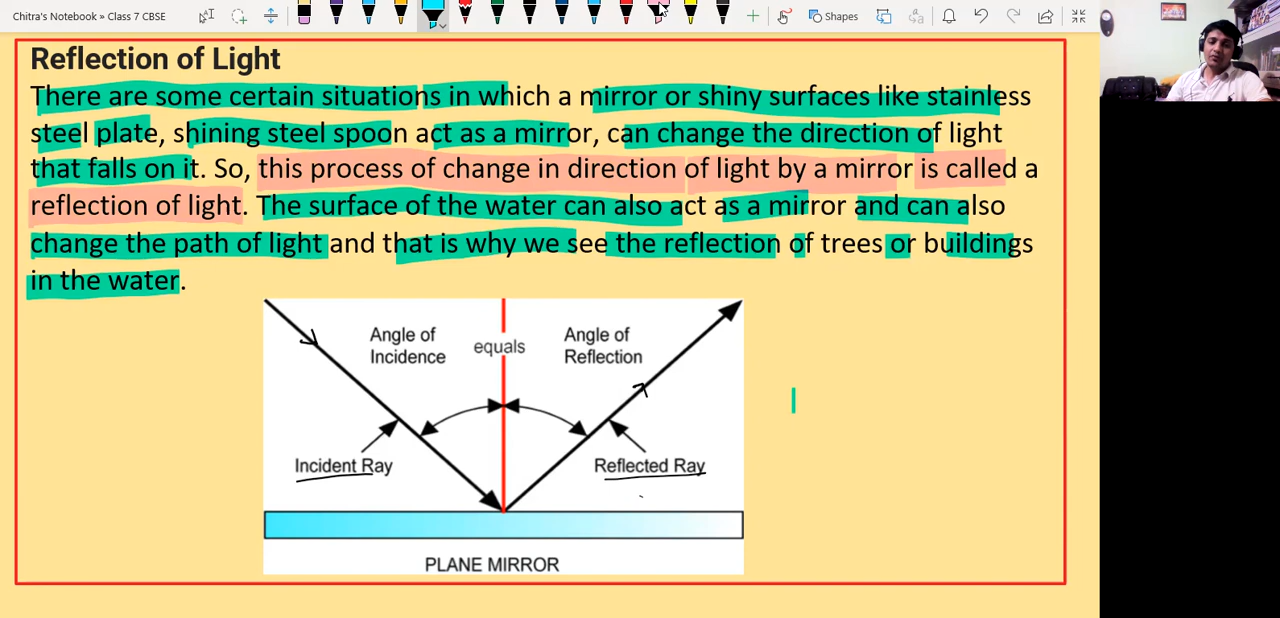 Chitra's Notebook » Class 7 CBSE
Shapes
Reflection of Light
There are some certain situations in which a mirror or shiny surfaces like stainless
steel plate, shining steel spoon act as a mirror, can change the direction of light
that falls on it. So, this process of change in direction of light by a mirror is called a
reflection of light. The surface of the water can also act as a mirror and can also
change the path of light and that is why we see the reflection of trees or buildings
in the water.
Angle of
Incidence
equals
Angle of
Reflection
Incident Ray
Reflected Ray
PLANE MIRROR